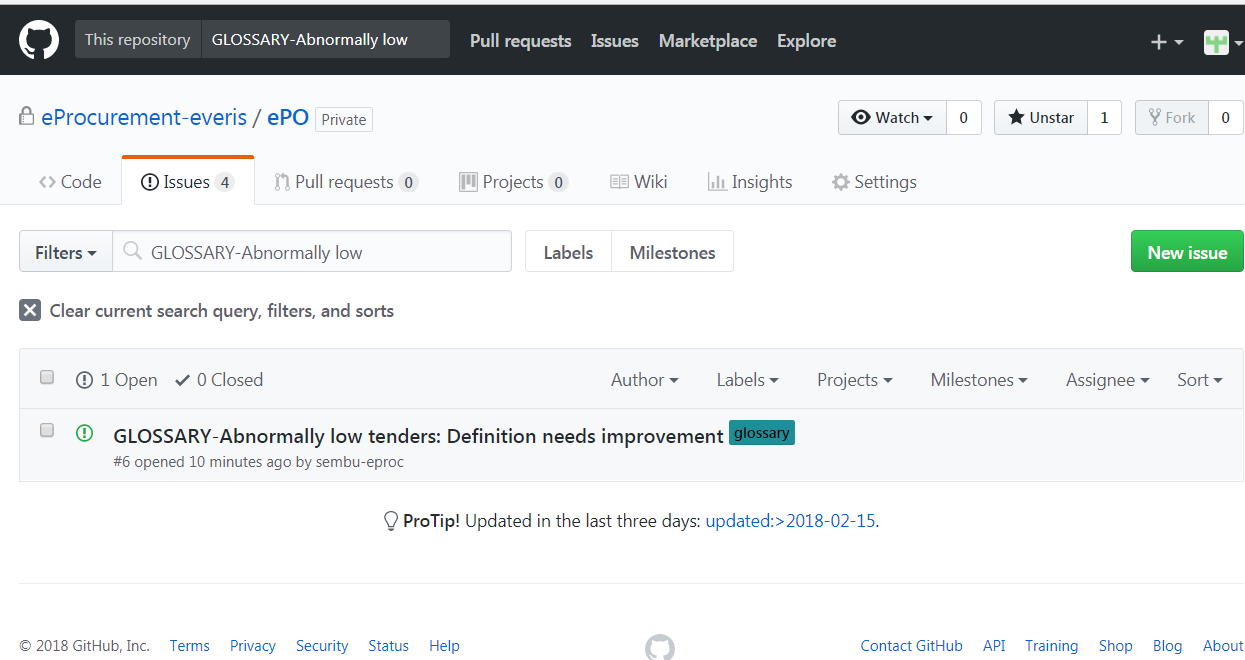 This repository GLOSSARY-Abnormally low Pull requests Issues Marketplace Explore
eProcurement-everis / ePO Private Watch 0 Unstar 1 Fork 0
Code Issues 4 Pull requests 0 Projects 0 Wiki Insights Settings
Filters GLOSSARY-Abnormally low Labels Milestones New issue
Clear current search query, filters, and sorts
1 Open 0 Closed Author Labels Projects Milestones Assignee Sort
GLOSSARY-Abnormally low tenders: Definition needs improvement glossary
#6 opened 10 minutes ago by sembu-eproc
ProTip! Updated in the last three days: updated:>2018-02-15.
© 2018 GitHub, Inc. Terms Privacy Security Status Help Contact GitHub API Training Shop Blog About